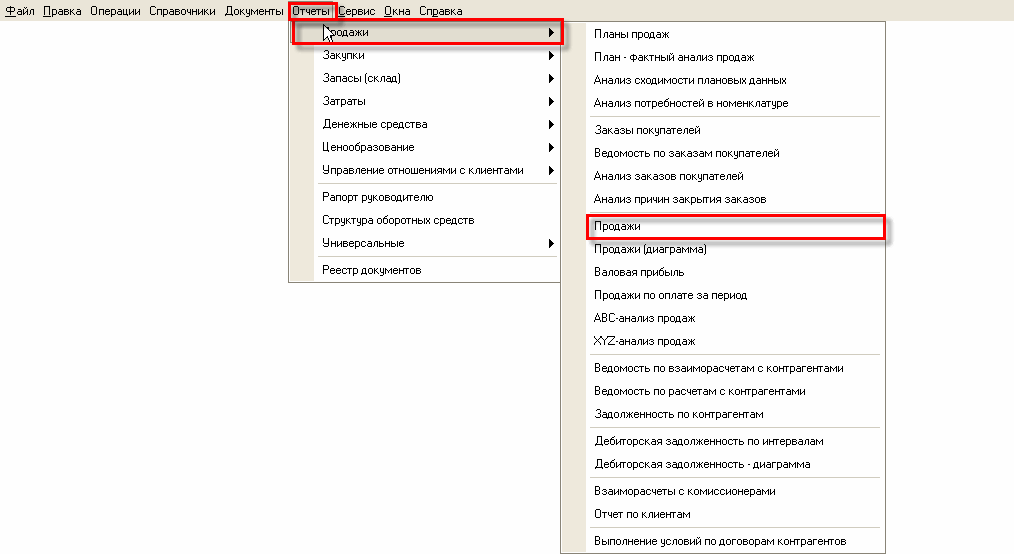 Файл Правка Операции Справочники Документы Отчеты Сервис Окна Справка
Продажи
Закупки
Запасы (склад)
Затраты
Денежные средства
Ценообразование
Управление отношениями с клиентами
Рапорт руководителю
Структура оборотных средств
Универсальные
Реестр документов
Планы продаж
План - фактный анализ продаж
Анализ сходимости плановых данных
Анализ потребностей в номенклатуре
Заказы покупателей
Ведомость по заказам покупателей
Анализ заказов покупателей
Анализ причин закрытия заказов
Продажи
Продажи (диаграмма)
Валовая прибыль
Продажи по оплате за период
ABC-анализ продаж
XYZ-анализ продаж
Ведомость по взаиморасчетам с контрагентами
Ведомость по расчетам с контрагентами
Задолженность по контрагентам
Дебиторская задолженность по интервалам
Дебиторская задолженность - диаграмма
Взаиморасчеты с комиссионерами
Отчет по клиентам
Выполнение условий по договорам контрагентов